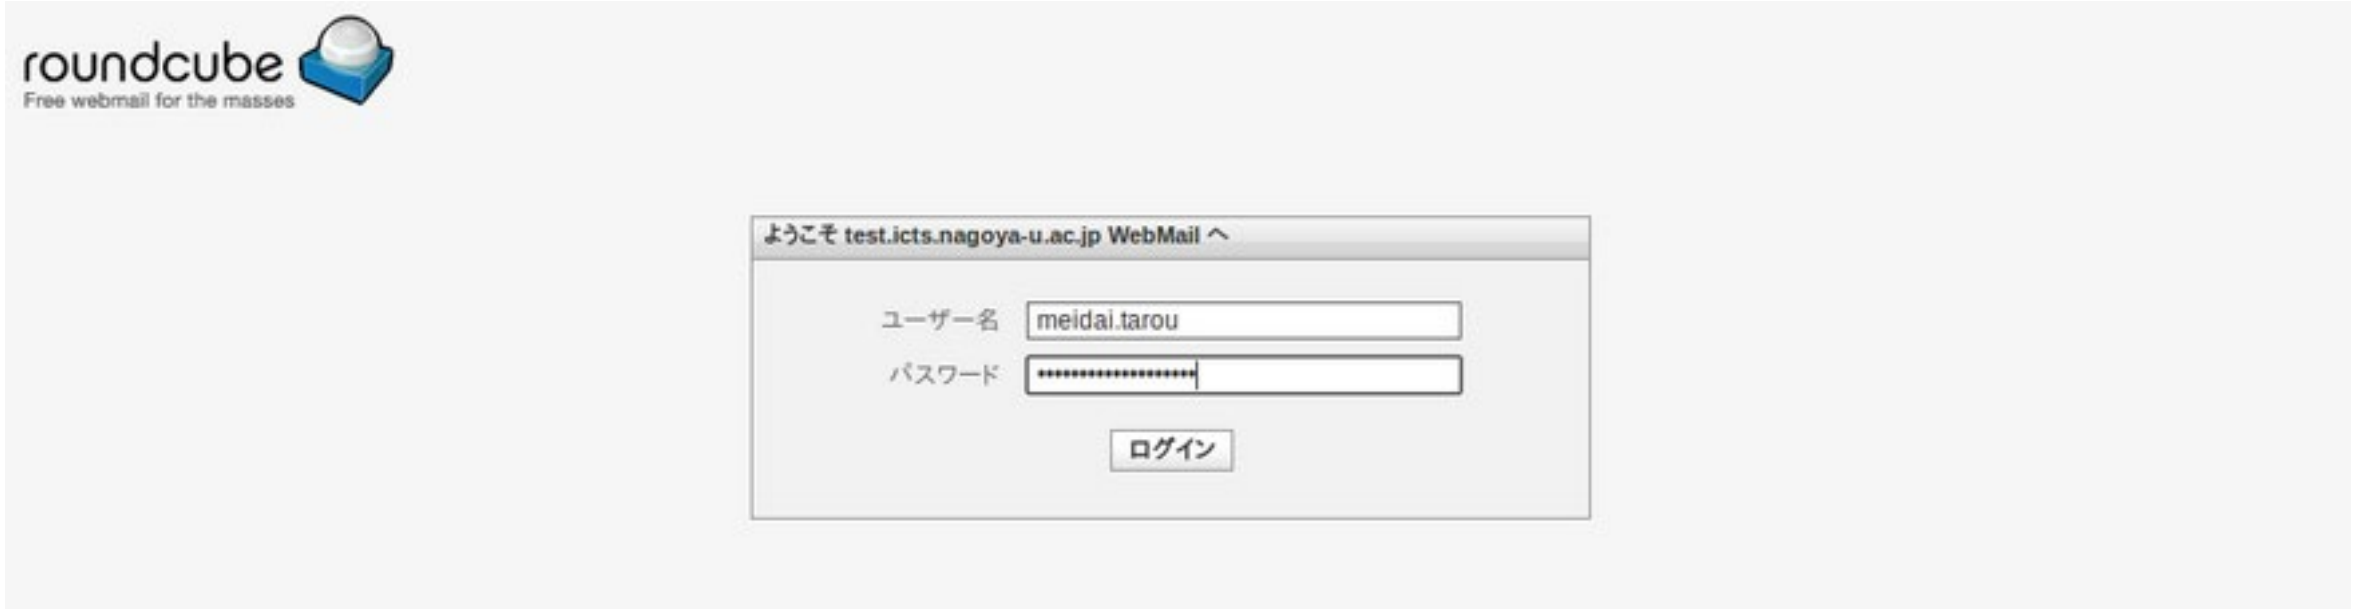 roundcube
Free webmail for the masses
ようこそ test.icts.nagoya-u.ac.jp WebMail へ
ユーザー名 meidai.tarou
パスワード
ログイン